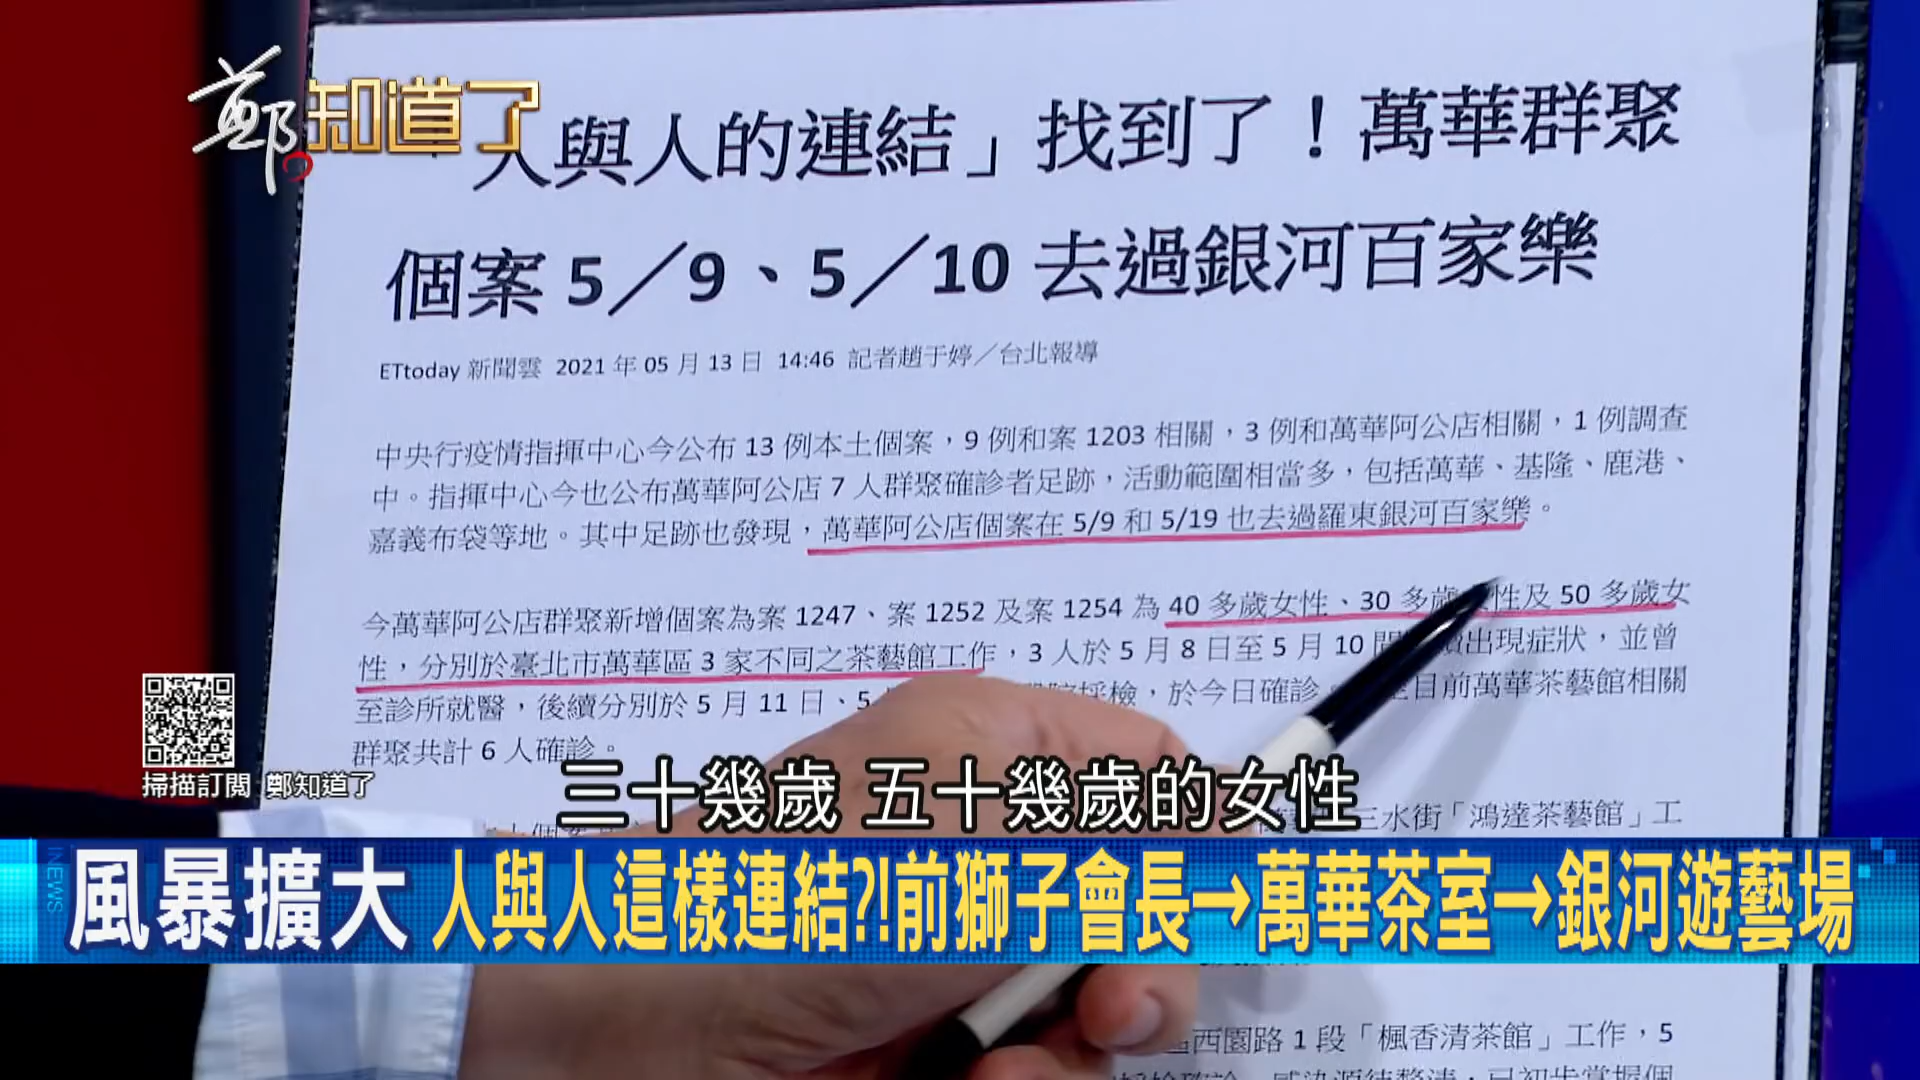 鄭知道了
人與人的連結」找到了！萬華群聚
個案 5／9、5／10 去過銀河百家樂
ETtoday 新聞雲 2021 年 05 月 13 日 14:46 記者趙于婷／台北報導
中央行疫情指揮中心今公布 13 例本土個案，9 例和案 1203 相關，3 例和萬華阿公店相關，1 例調查
中。指揮中心今也公布萬華阿公店 7 人群聚確診者足跡，活動範圍相當多，包括萬華、基隆、鹿港、
嘉義布袋等地。其中足跡也發現，萬華阿公店個案在 5/9 和 5/19 也去過羅東銀河百家樂。
今萬華阿公店群聚新增個案為案 1247、案 1252 及案 1254 為 40 多歲女性、30 多歲 性及 50 多歲女
性，分別於臺北市萬華區 3 家不同之茶藝館工作，3 人於 5 月 8 日至 5 月 10 間 出現症狀，並曾
至診所就醫，後續分別於 5 月 11 日、5 採檢，於今日確診。 目前萬華茶藝館相關
群聚共計 6 人確診。
掃描訂閱 鄭知道了
三十幾歲 五十幾歲的女性
三水街「鴻達茶藝館」工
INEWS
風暴擴大 人與人這樣連結?!前獅子會長→萬華茶室→銀河遊藝場
西園路 1 段「楓香清茶館」工作，5